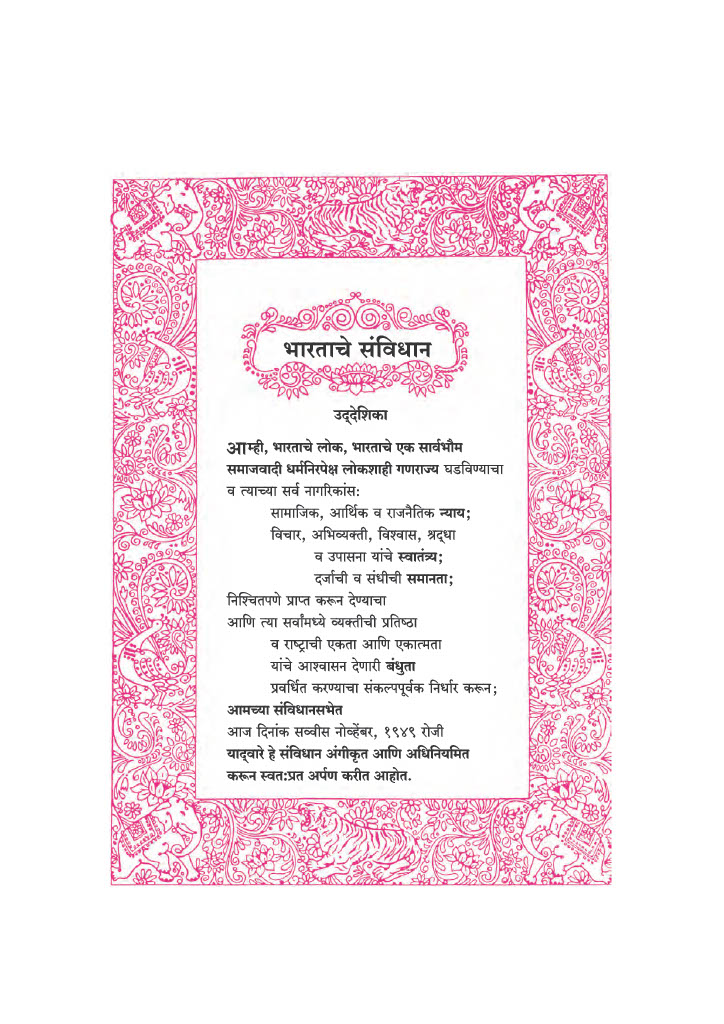 भारताचे संविधान
उद्‌देशिका
आम्ही, भारताचे लोक, भारताचे एक सार्वभौम
समाजवादी धर्मनिरपेक्ष लोकशाही गणराज्य घडविण्याचा
व त्याच्या सर्व नागरिकांस:
सामाजिक, आर्थिक व राजनैतिक न्याय;
विचार, अभिव्यक्ती, विश्वास, श्रद्‌धा
व उपासना यांचे स्वातंत्र्य;
दर्जाची व संधीची समानता;
निश्चितपणे प्राप्त करून देण्याचा
आणि त्या सर्वांमध्ये व्यक्तीची प्रतिष्ठा
व राष्ट्राची एकता आणि एकात्मता
यांचे आश्वासन देणारी बंधुता
प्रवर्धित करण्याचा संकल्पपूर्वक निर्धार करून;
आमच्या संविधानसभेत
आज दिनांक सव्वीस नोव्हेंबर, १९४९ रोजी
याद्‌वारे हे संविधान अंगीकृत आणि अधिनियमित
करून स्वत:प्रत अर्पण करीत आहोत.